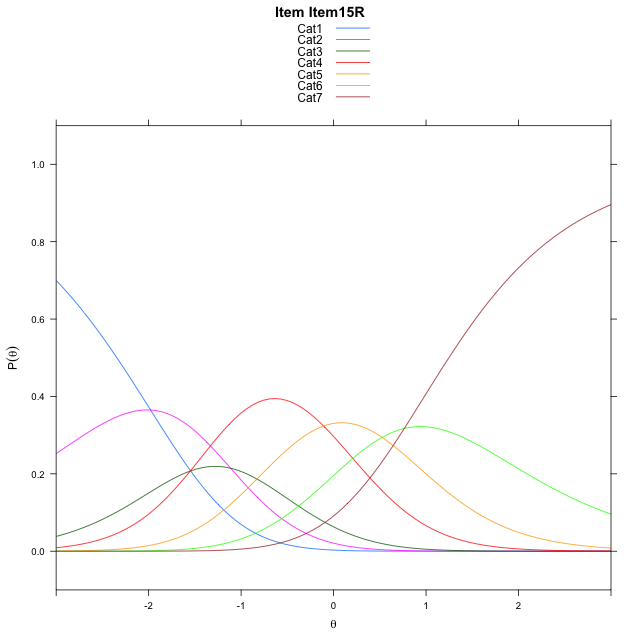 Item Item15R
Cat1
Cat2
Cat3
Cat4
Cat5
Cat6
Cat7
1.0
0.8
0.6
0.4
0.2
0.0
P(θ)
-2 -1 0 1 2
θ